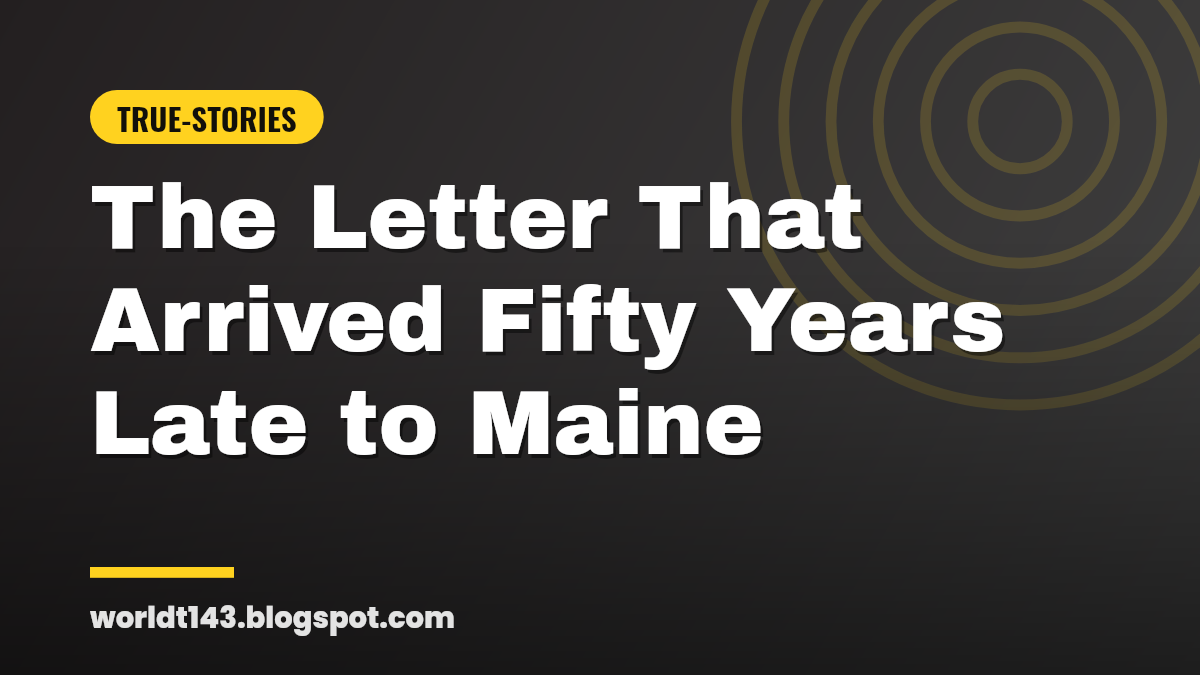 TRUE-STORIES
The Letter That
Arrived Fifty Years
Late to Maine
worldt143.blogspot.com